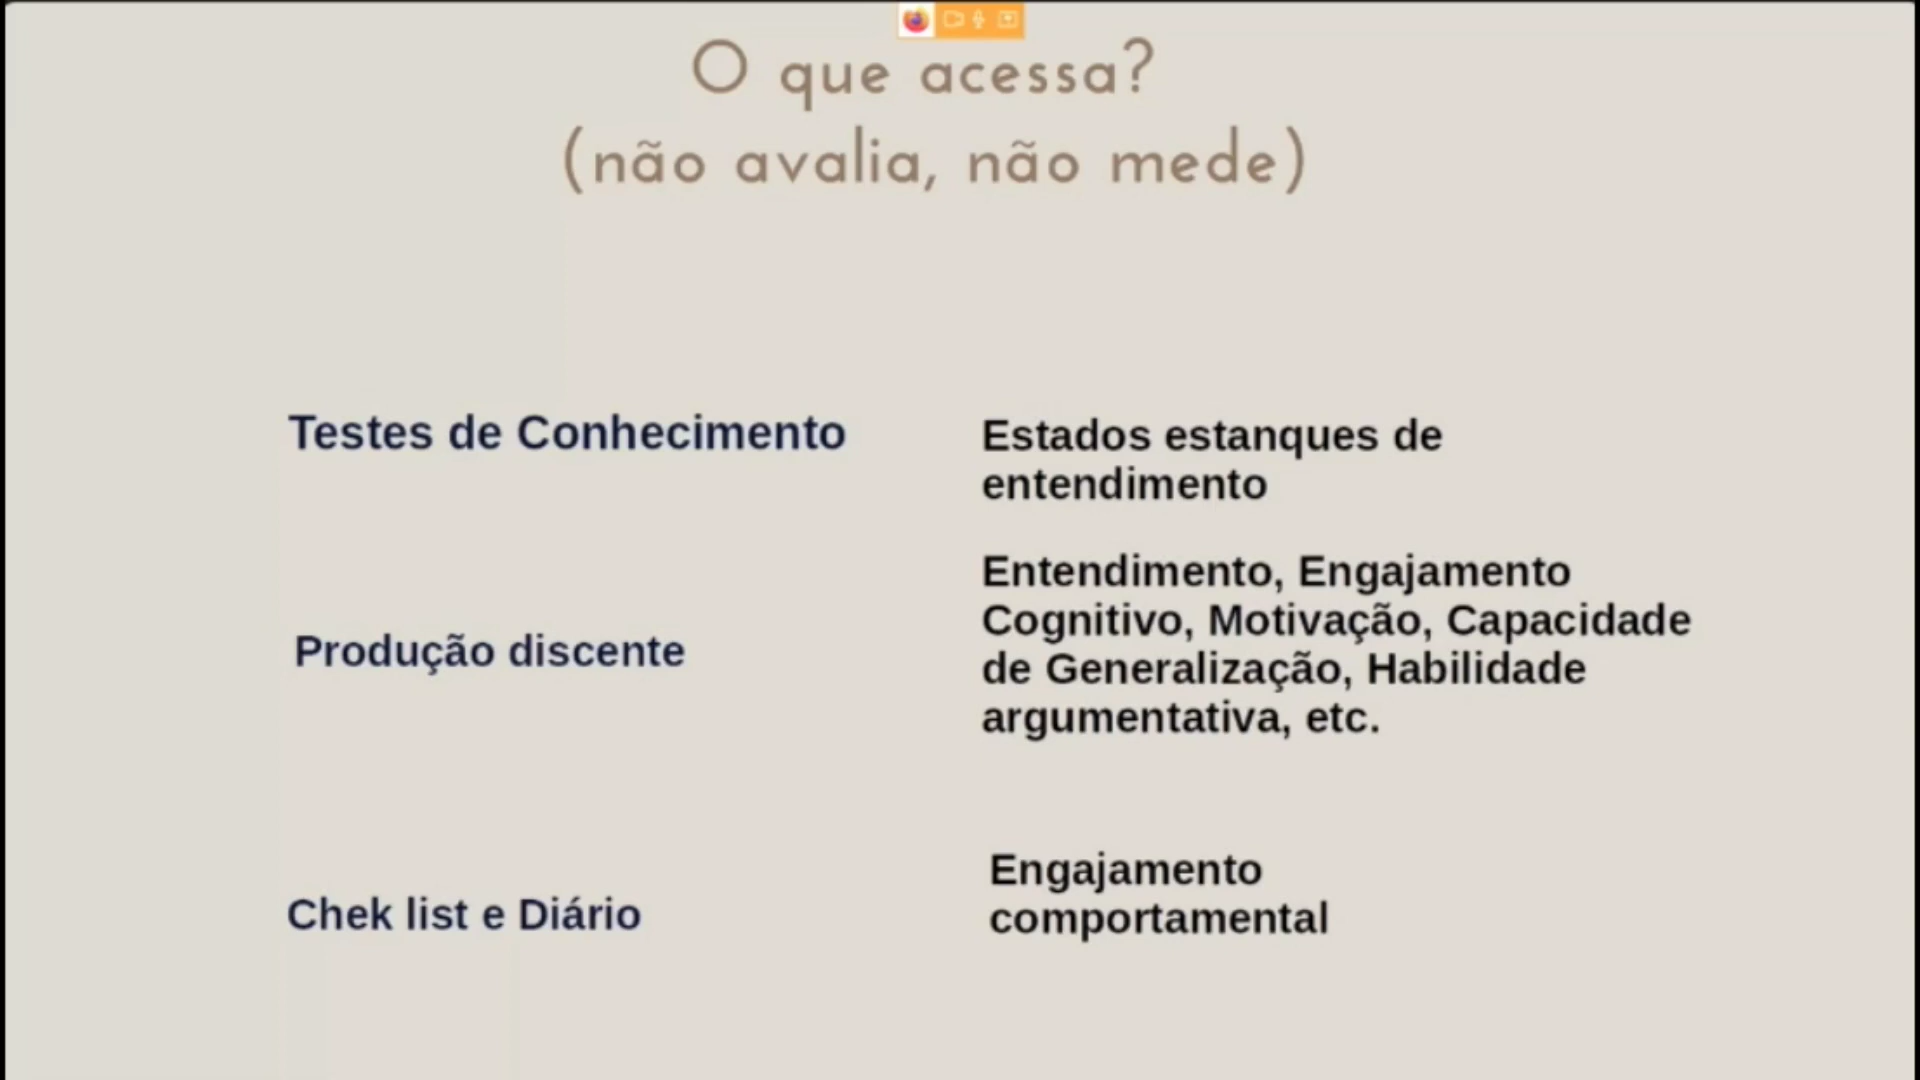 O que acessa?
(não avalia, não mede)
Testes de Conhecimento
Estados estanques de
entendimento
Produção discente
Entendimento, Engajamento
Cognitivo, Motivação, Capacidade
de Generalização, Habilidade
argumentativa, etc.
Chek list e Diário
Engajamento
comportamental